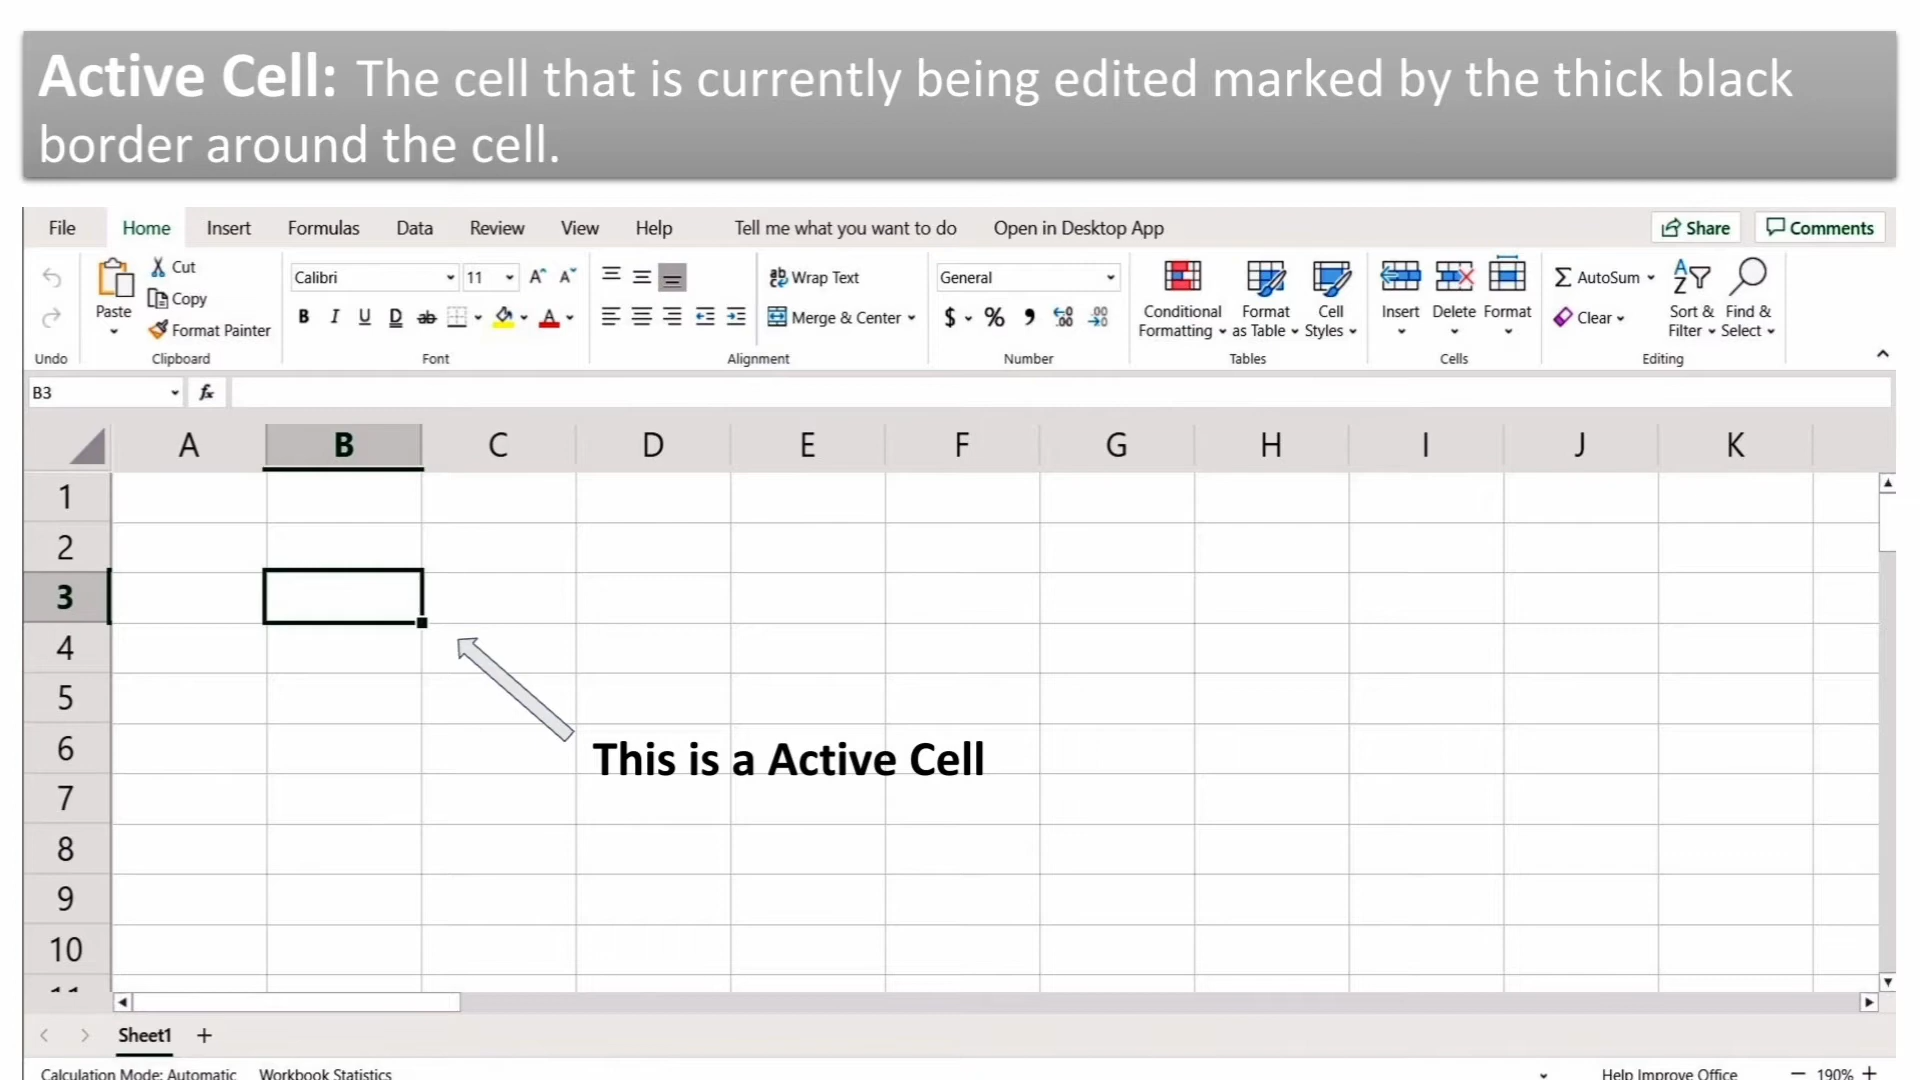 Active Cell: The cell that is currently being edited marked by the thick black
border around the cell.
File Home Insert Formulas Data Review View Help Tell me what you want to do Open in Desktop App Share Comments
Cut
Copy
Format Painter
Paste
Undo
Clipboard
Calibri 11
B I U D ab
Font
Wrap Text
Merge & Center
Alignment
General
$ % , .00 .00
Number
Conditional Formatting
Format as Table
Cell Styles
Tables
Insert Delete Format
Cells
AutoSum
Clear
Sort & Filter
Find & Select
Editing
B3 fx
A B C D E F G H I J K
1
2
3
4
5
6
This is a Active Cell
7
8
9
10
11
Sheet1 +
Calculation Mode: Automatic Workbook Statistics Help Improve Office — 190% +